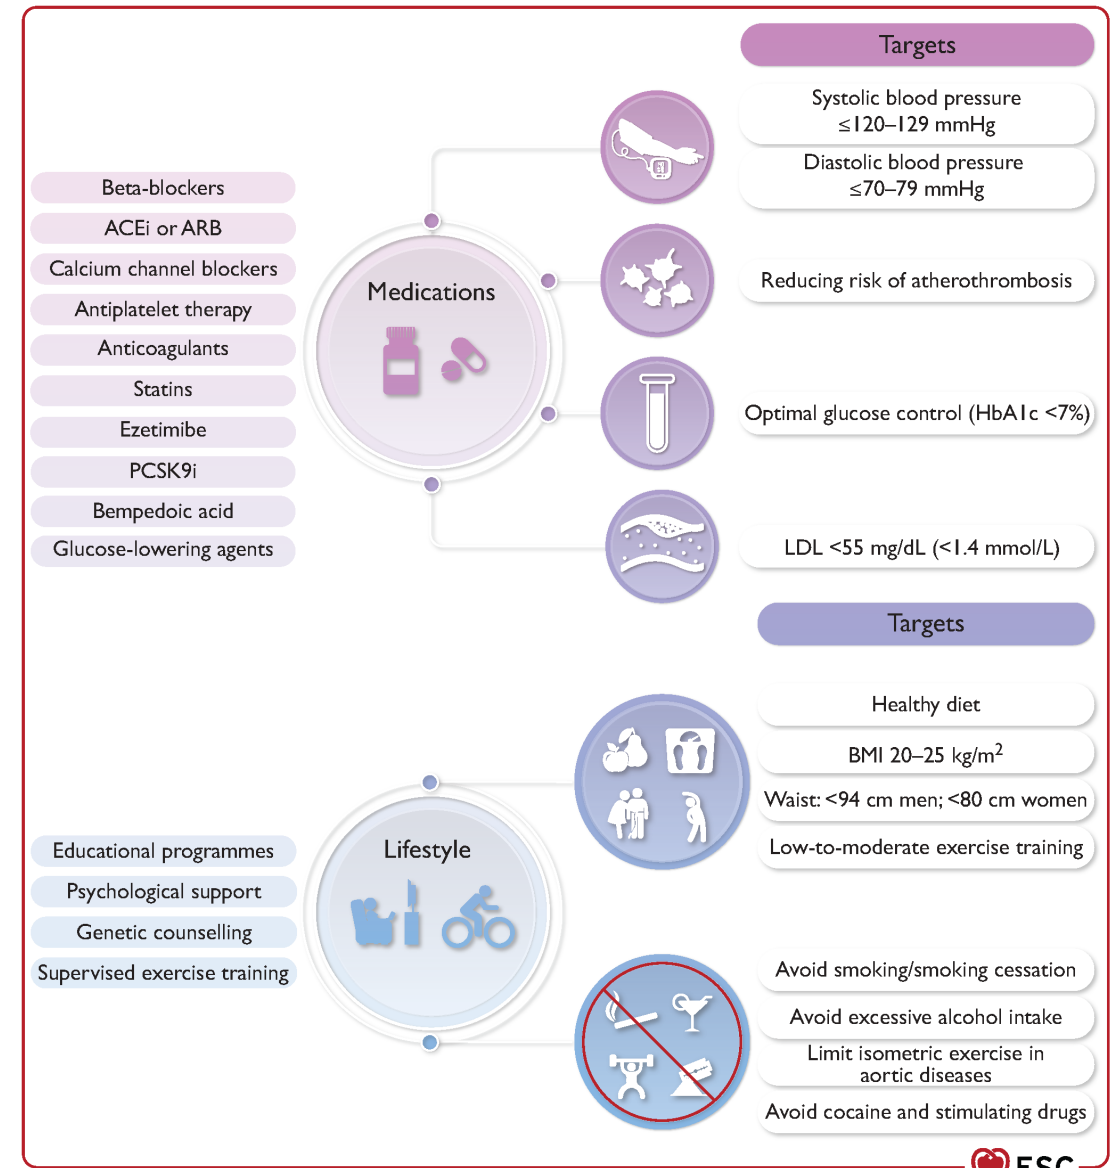 Targets
Systolic blood pressure
≤120–129 mmHg
Diastolic blood pressure
≤70–79 mmHg
Beta-blockers
ACEi or ARB
Calcium channel blockers
Antiplatelet therapy
Anticoagulants
Statins
Ezetimibe
PCSK9i
Bempedoic acid
Glucose-lowering agents
Medications
Reducing risk of atherothrombosis
Optimal glucose control (HbA1c <7%)
LDL <55 mg/dL (<1.4 mmol/L)
Targets
Healthy diet
BMI 20–25 kg/m²
Waist: <94 cm men; <80 cm women
Low-to-moderate exercise training
Educational programmes
Psychological support
Genetic counselling
Supervised exercise training
Lifestyle
Avoid smoking/smoking cessation
Avoid excessive alcohol intake
Limit isometric exercise in
aortic diseases
Avoid cocaine and stimulating drugs
ESC